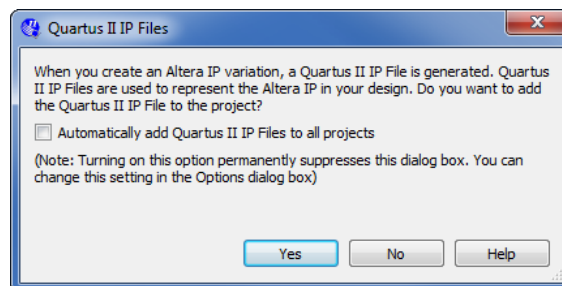 Quartus II IP Files
When you create an Altera IP variation, a Quartus II IP File is generated. Quartus
II IP Files are used to represent the Altera IP in your design. Do you want to add
the Quartus II IP File to the project?
Automatically add Quartus II IP Files to all projects
(Note: Turning on this option permanently suppresses this dialog box. You can
change this setting in the Options dialog box)
Yes No Help